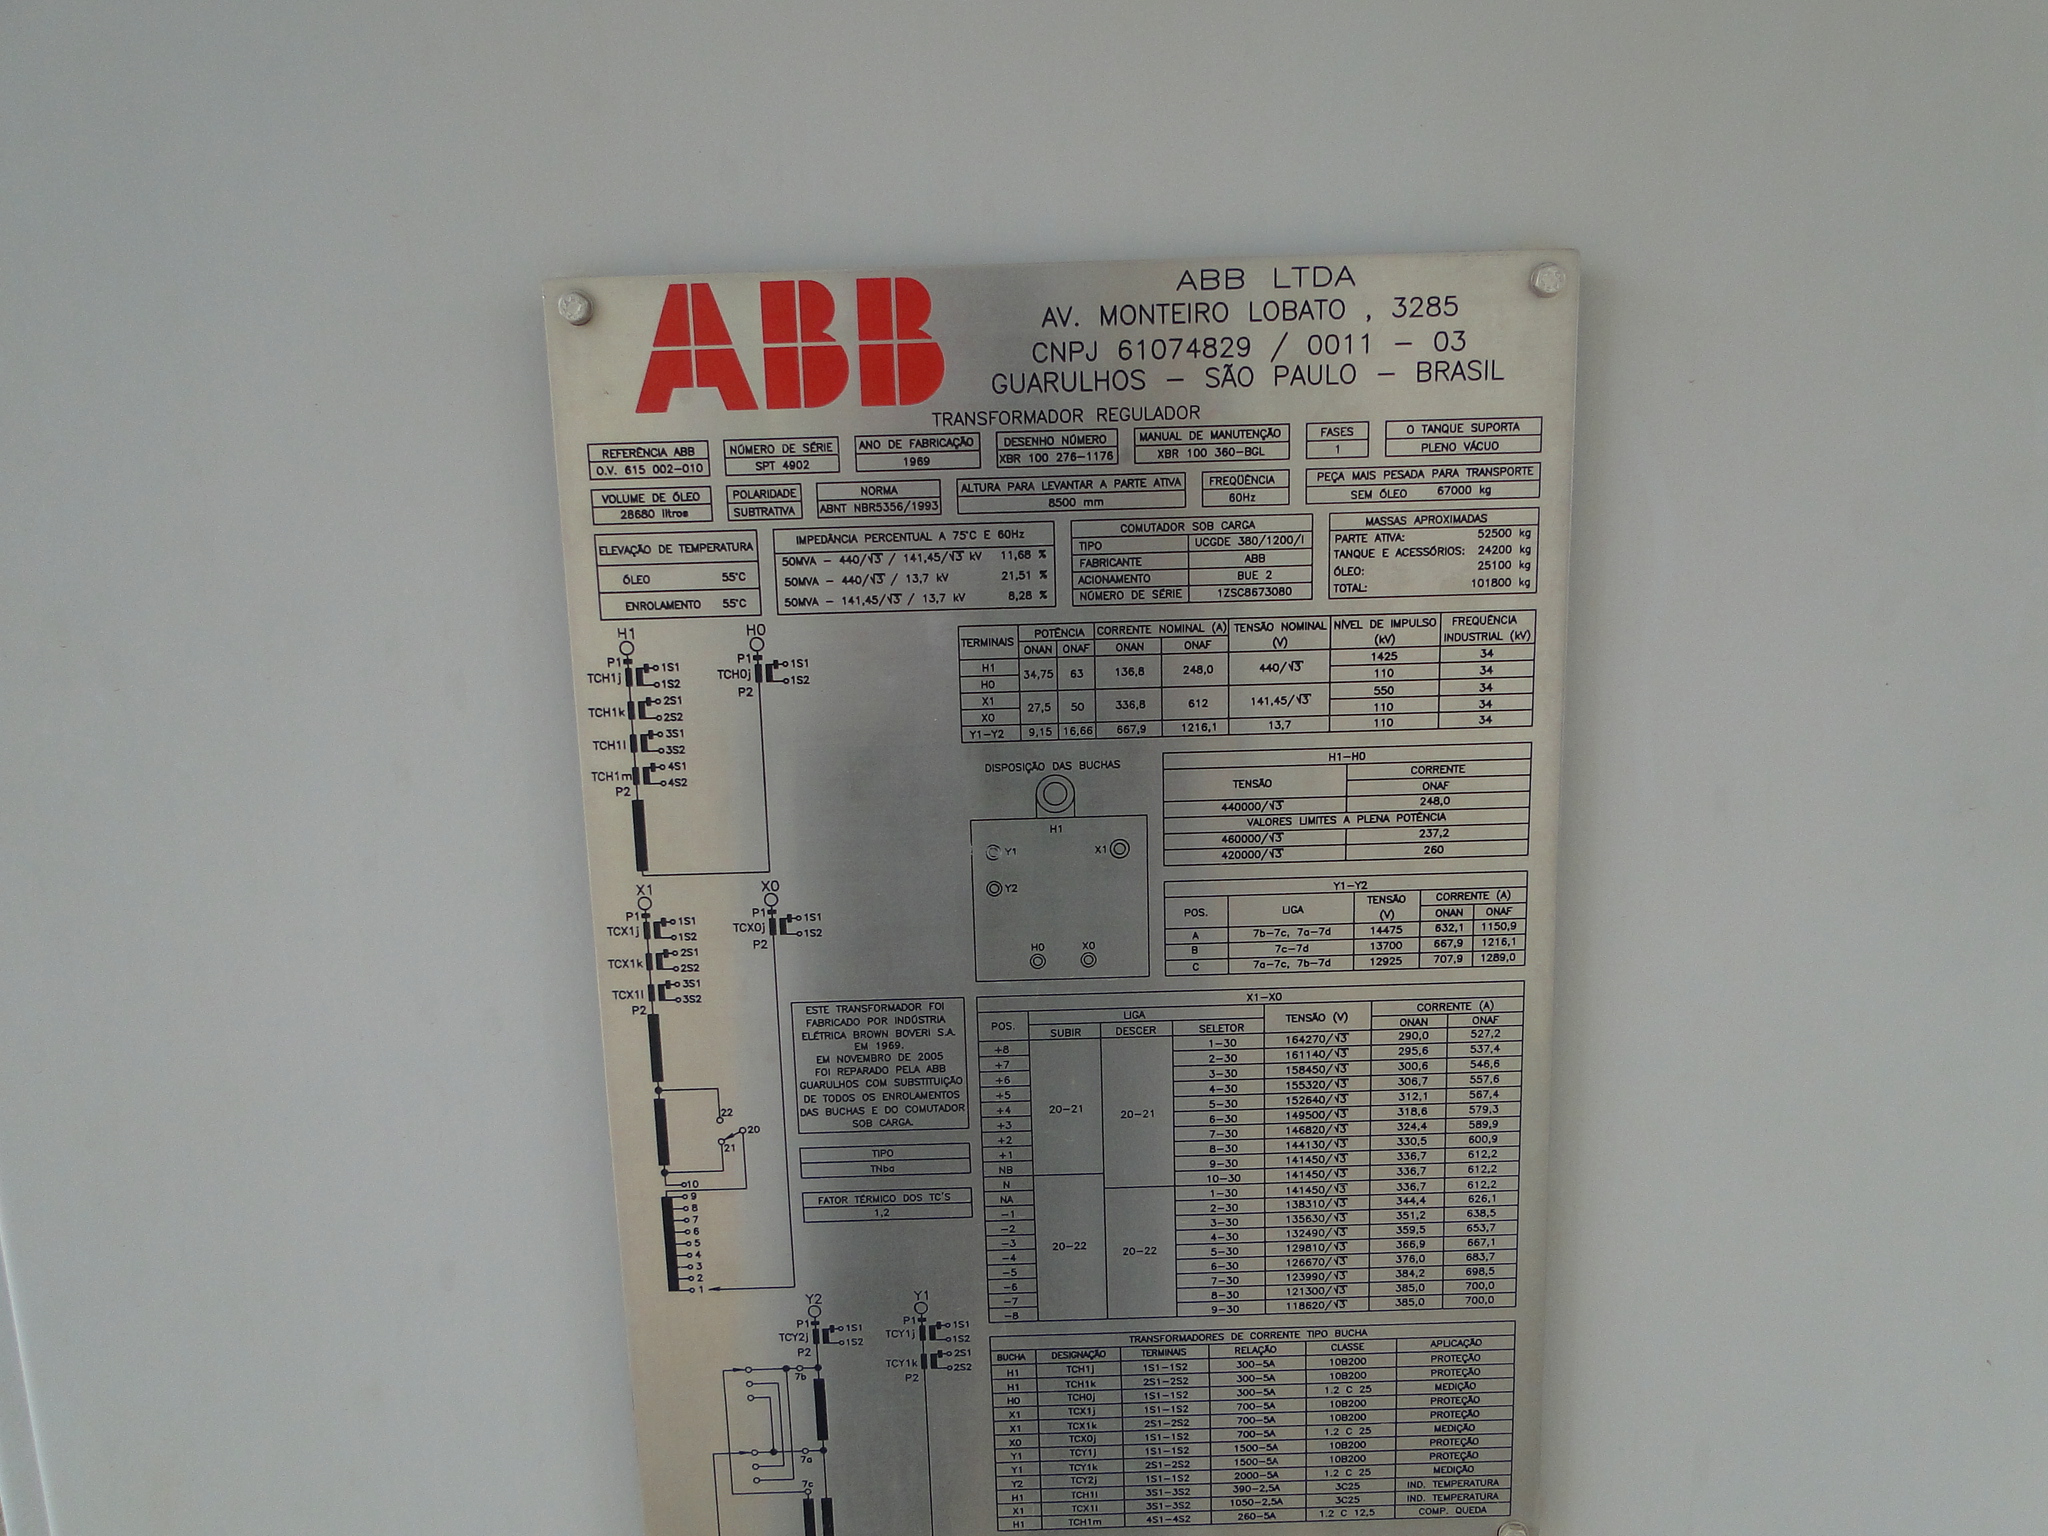 ABB
ABB LTDA
AV. MONTEIRO LOBATO , 3285
CNPJ 61074829 / 0011 - 03
GUARULHOS - SÃO PAULO - BRASIL
TRANSFORMADOR REGULADOR
REFERÊNCIA ABB
O.V. 615 002-010
NÚMERO DE SÉRIE
SPT 4902
ANO DE FABRICAÇÃO
1969
DESENHO NÚMERO
XBR 100 276-1176
MANUAL DE MANUTENÇÃO
XBR 100 360-BGL
FASES
1
O TANQUE SUPORTA
PLENO VÁCUO
VOLUME DE ÓLEO
28680 litros
POLARIDADE
SUBTRATIVA
NORMA
ABNT NBR5356/1993
ALTURA PARA LEVANTAR A PARTE ATIVA
8500 mm
FREQÜÊNCIA
60Hz
PEÇA MAIS PESADA PARA TRANSPORTE
SEM ÓLEO 67000 kg
ELEVAÇÃO DE TEMPERATURA
ÓLEO 55°C
ENROLAMENTO 55°C
IMPEDÂNCIA PERCENTUAL A 75°C E 60Hz
50MVA - 440/√3 / 141,45/√3 kV 11,68 %
50MVA - 440/√3 / 13,7 kV 21,51 %
50MVA - 141,45/√3 / 13,7 kV 8,28 %
COMUTADOR SOB CARGA
TIPO UCGDE 380/1200/I
FABRICANTE ABB
ACIONAMENTO BUE 2
NÚMERO DE SÉRIE 1ZSC8673080
MASSAS APROXIMADAS
PARTE ATIVA: 52500 kg
TANQUE E ACESSÓRIOS: 24200 kg
ÓLEO: 25100 kg
TOTAL: 101800 kg
H1 H0
P1 1S1 P1 1S1
TCH1j 1S2 TCH0j 1S2
P2
TCH1k 2S1
2S2
TCH1l 3S1
3S2
TCH1m 4S1
4S2
P2
TERMINAIS POTÊNCIA CORRENTE NOMINAL (A) TENSÃO NOMINAL (V) NÍVEL DE IMPULSO (kV) FREQUÊNCIA INDUSTRIAL (kV)
ONAN ONAF ONAN ONAF
H1 34,75 63 136,8 248,0 440/√3 1425 34
H0 110 34
X1 27,5 50 336,8 612 141,45/√3 550 34
X0 110 34
Y1-Y2 9,15 16,66 667,9 1216,1 13,7 110 34
DISPOSIÇÃO DAS BUCHAS
H1
Y1 X1
Y2
H0 X0
H1-H0
TENSÃO CORRENTE
ONAF
440000/√3 248,0
VALORES LIMITES A PLENA POTÊNCIA
460000/√3 237,2
420000/√3 260
Y1-Y2
POS. LIGA TENSÃO (V) CORRENTE (A)
ONAN ONAF
A 7b-7c, 7a-7d 14475 632,1 1150,9
B 7c-7d 13700 667,9 1216,1
C 7a-7c, 7b-7d 12925 707,9 1289,0
X1 X0
P1 1S1 P1 1S1
TCX1j 1S2 TCX0j 1S2
P2
TCX1k 2S1
2S2
TCX1l 3S1
3S2
P2
22
20
21
10
9
8
7
6
5
4
3
2
1
ESTE TRANSFORMADOR FOI
FABRICADO POR INDÚSTRIA
ELÉTRICA BROWN BOVERI S.A.
EM 1969.
EM NOVEMBRO DE 2005
FOI REPARADO PELA ABB
GUARULHOS COM SUBSTITUIÇÃO
DE TODOS OS ENROLAMENTOS
DAS BUCHAS E DO COMUTADOR
SOB CARGA.
TIPO
TNba
FATOR TÉRMICO DOS TC'S
1,2
X1-X0
POS. LIGA TENSÃO (V) CORRENTE (A)
SUBIR DESCER SELETOR ONAN ONAF
+8 1-30 164270/√3 290,0 527,2
+7 2-30 161140/√3 295,6 537,4
+6 3-30 158450/√3 300,6 546,6
+5 4-30 155320/√3 306,7 557,6
+4 20-21 20-21 5-30 152640/√3 312,1 567,4
+3 6-30 149500/√3 318,6 579,3
+2 7-30 146820/√3 324,4 589,9
+1 8-30 144130/√3 330,5 600,9
NB 9-30 141450/√3 336,7 612,2
N 10-30 141450/√3 336,7 612,2
NA 1-30 141450/√3 336,7 612,2
-1 2-30 138310/√3 344,4 626,1
-2 3-30 135630/√3 351,2 638,5
-3 4-30 132490/√3 359,5 653,7
-4 20-22 20-22 5-30 129810/√3 366,9 667,1
-5 6-30 126670/√3 376,0 683,7
-6 7-30 123990/√3 384,2 698,5
-7 8-30 121300/√3 385,0 700,0
-8 9-30 118620/√3 385,0 700,0
Y2 Y1
P1 1S1 P1 1S1
TCY2j 1S2 TCY1j 1S2
P2 TCY1k 2S1
2S2
P2
7b
7a
7c
TRANSFORMADORES DE CORRENTE TIPO BUCHA
BUCHA DESIGNAÇÃO TERMINAIS RELAÇÃO CLASSE APLICAÇÃO
H1 TCH1j 1S1-1S2 300-5A 10B200 PROTEÇÃO
H1 TCH1k 2S1-2S2 300-5A 10B200 PROTEÇÃO
H0 TCH0j 1S1-1S2 300-5A 1.2 C 25 MEDIÇÃO
X1 TCX1j 1S1-1S2 700-5A 10B200 PROTEÇÃO
X1 TCX1k 2S1-2S2 700-5A 10B200 PROTEÇÃO
X0 TCX0j 1S1-1S2 700-5A 1.2 C 25 MEDIÇÃO
Y1 TCY1j 1S1-1S2 1500-5A 10B200 PROTEÇÃO
Y1 TCY1k 2S1-2S2 1500-5A 10B200 PROTEÇÃO
Y2 TCY2j 1S1-1S2 2000-5A 1.2 C 25 MEDIÇÃO
H1 TCH1l 3S1-3S2 390-2,5A 3C25 IND. TEMPERATURA
X1 TCX1l 3S1-3S2 1050-2,5A 3C25 IND. TEMPERATURA
H1 TCH1m 4S1-4S2 260-5A 1.2 C 12,5 COMP. QUEDA